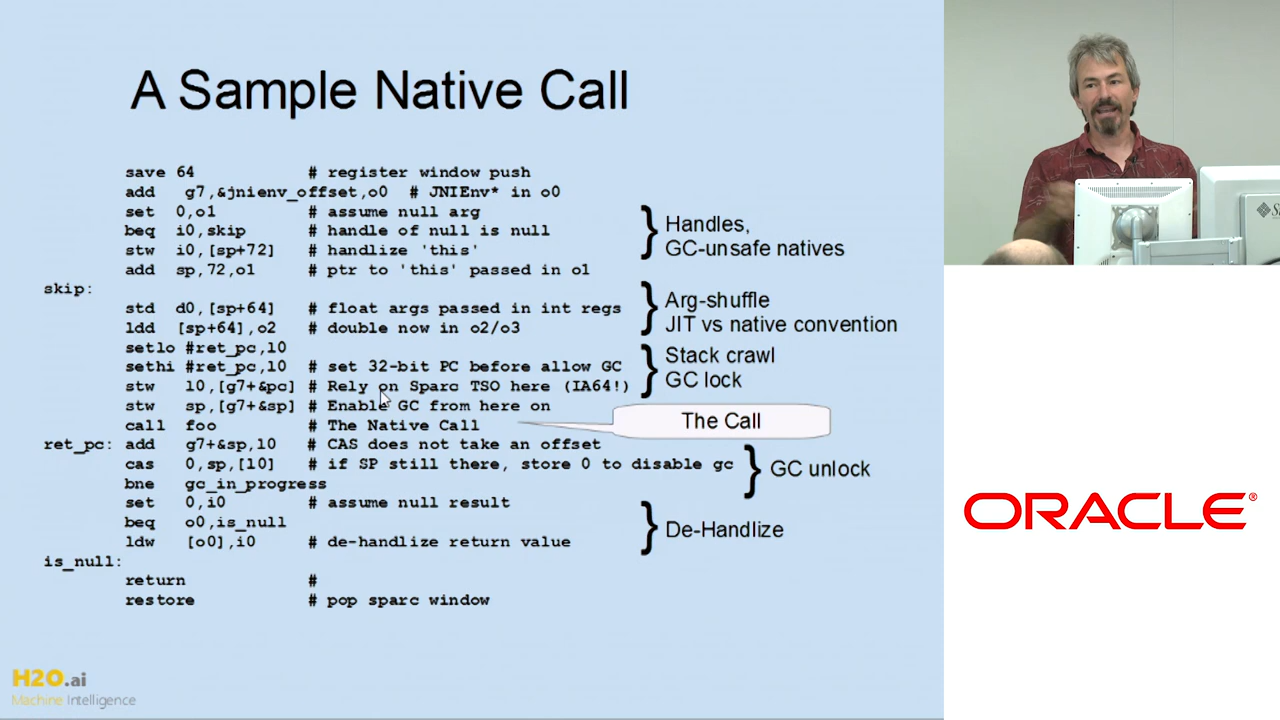 A Sample Native Call
save 64 # register window push
add g7,&jnienv_offset,o0 # JNIEnv* in o0
set 0,o1 # assume null arg
beq i0,skip # handle of null is null
stw i0,[sp+72] # handlize 'this'
add sp,72,o1 # ptr to 'this' passed in o1
Handles,
GC-unsafe natives
skip:
std d0,[sp+64] # float args passed in int regs
ldd [sp+64],o2 # double now in o2/o3
Arg-shuffle
JIT vs native convention
setlo #ret_pc,l0
sethi #ret_pc,l0 # set 32-bit PC before allow GC
stw l0,[g7+&pc] # Rely on Sparc TSO here (IA64!)
Stack crawl
GC lock
stw sp,[g7+&sp] # Enable GC from here on
call foo # The Native Call
The Call
ret_pc: add g7+&sp,l0 # CAS does not take an offset
cas 0,sp,[l0] # if SP still there, store 0 to disable gc
bne gc_in_progress
GC unlock
set 0,i0 # assume null result
beq o0,is_null
ldw [o0],i0 # de-handlize return value
De-Handlize
is_null:
return #
restore # pop sparc window
H2O.ai
Machine Intelligence
ORACLE®